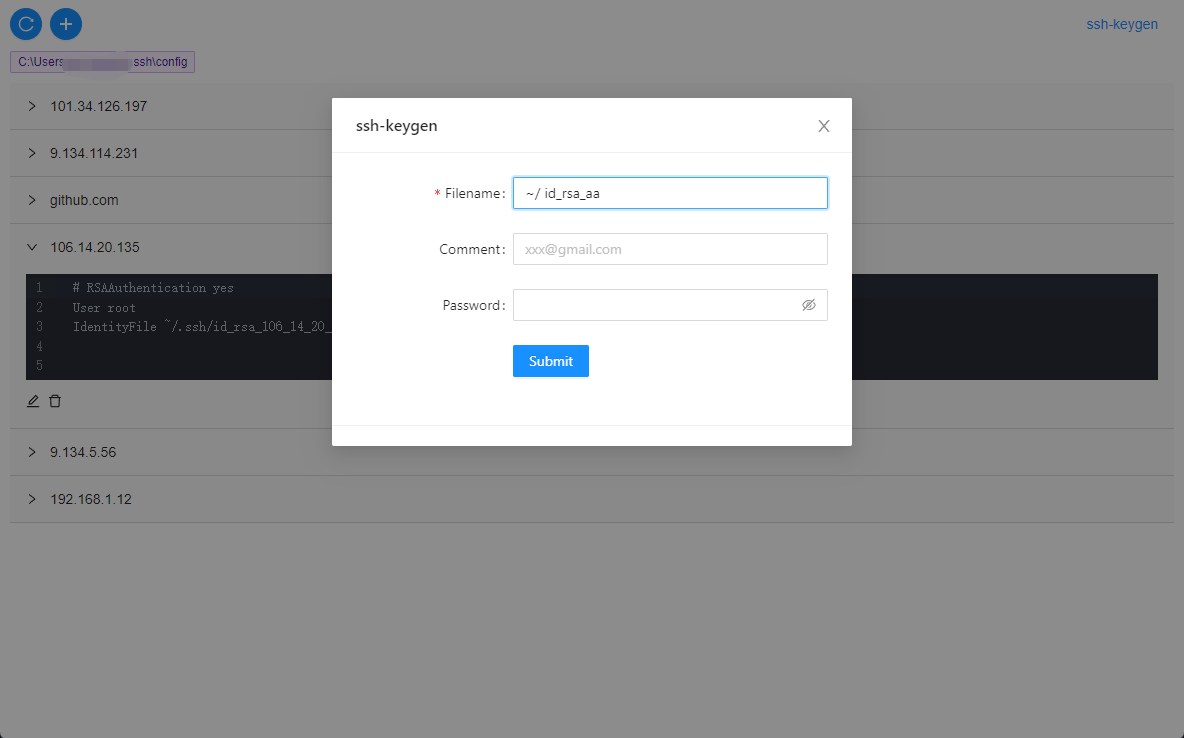 ssh-keygen
C:\Users .ssh\config
101.34.126.197
9.134.114.231
github.com
106.14.20.135
1 # RSAAuthentication yes
2 User root
3 IdentityFile ~/.ssh/id_rsa_106_14_20_
4
5
9.134.5.56
192.168.1.12
ssh-keygen
* Filename:
~/ id_rsa_aa
Comment:
xxx@gmail.com
Password:
Submit